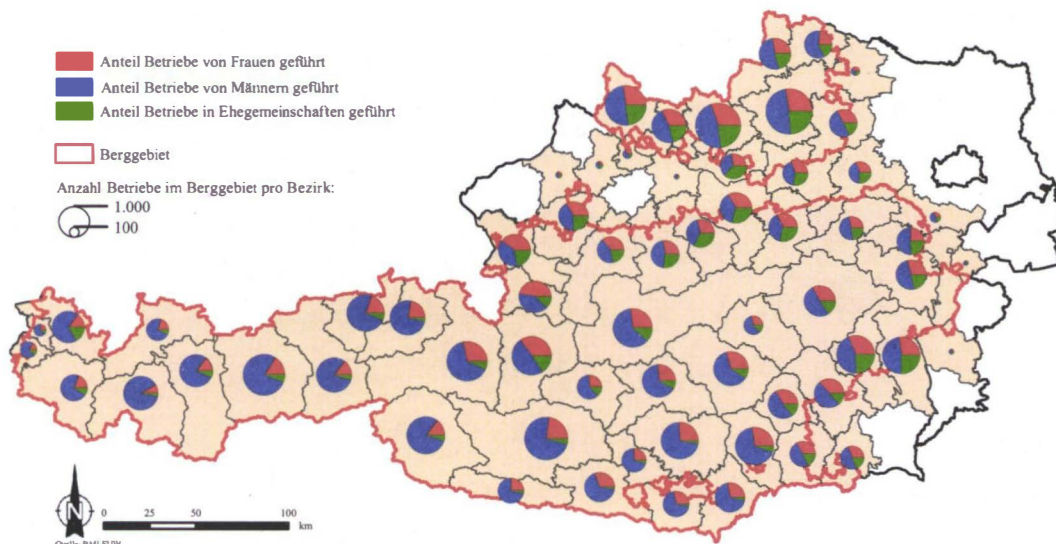 Anteil Betriebe von Frauen geführt
Anteil Betriebe von Männern geführt
Anteil Betriebe in Ehegemeinschaften geführt
Berggebiet
Anzahl Betriebe im Berggebiet pro Bezirk:
1.000
100
N
0 25 50 100
km